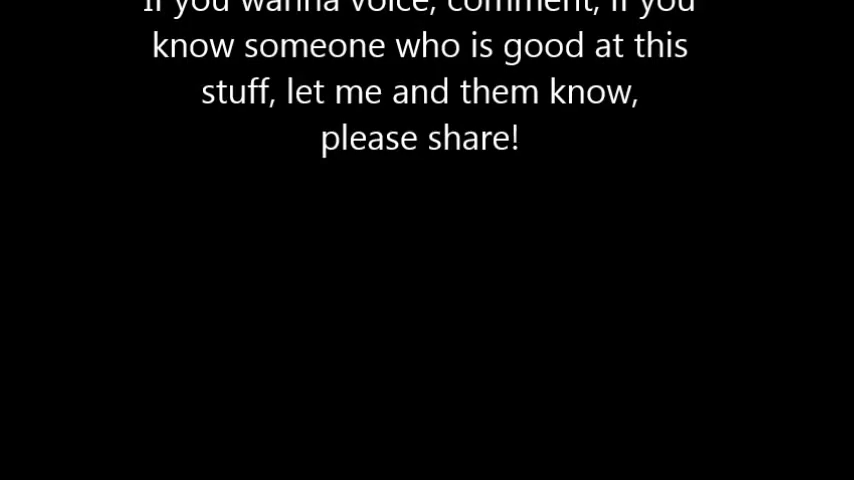 If you wanna voice, comment, if you
know someone who is good at this
stuff, let me and them know,
please share!